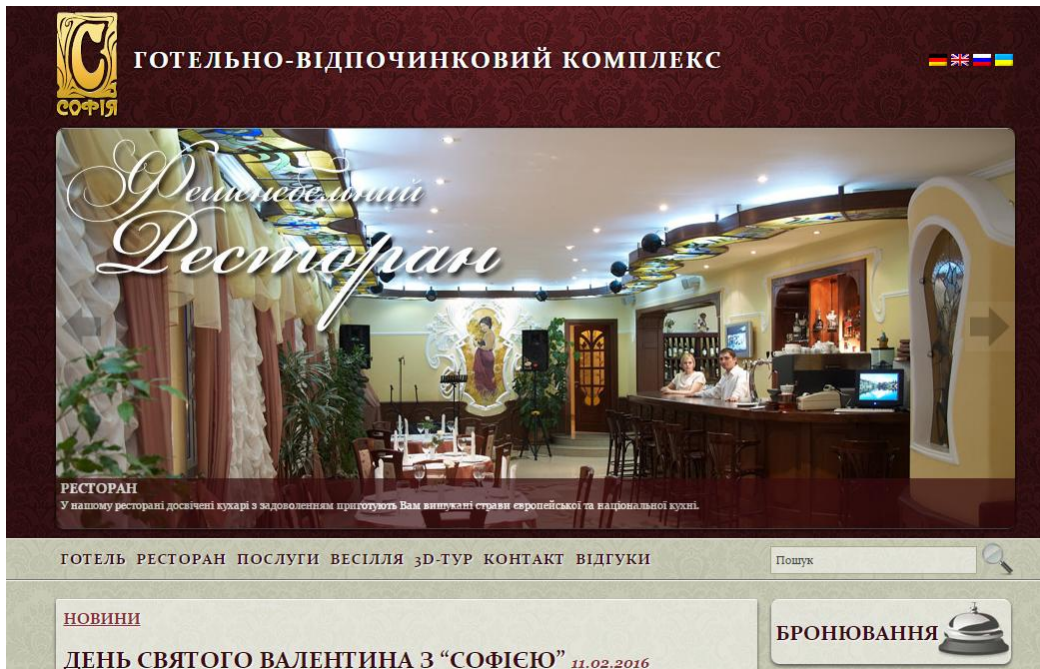 С
СОФІЯ
ГОТЕЛЬНО-ВІДПОЧИНКОВИЙ КОМПЛЕКС
Фешенебельний
Ресторан
РЕСТОРАН
У нашому ресторані досвічені кухарі з задоволенням приготують Вам вишукані страви європейської та національної кухні.
ГОТЕЛЬ РЕСТОРАН ПОСЛУГИ ВЕСІЛЛЯ 3D-ТУР КОНТАКТ ВІДГУКИ
Пошук
НОВИНИ
БРОНЮВАННЯ
ДЕНЬ СВЯТОГО ВАЛЕНТИНА З “СОФІЄЮ” 11.02.2016